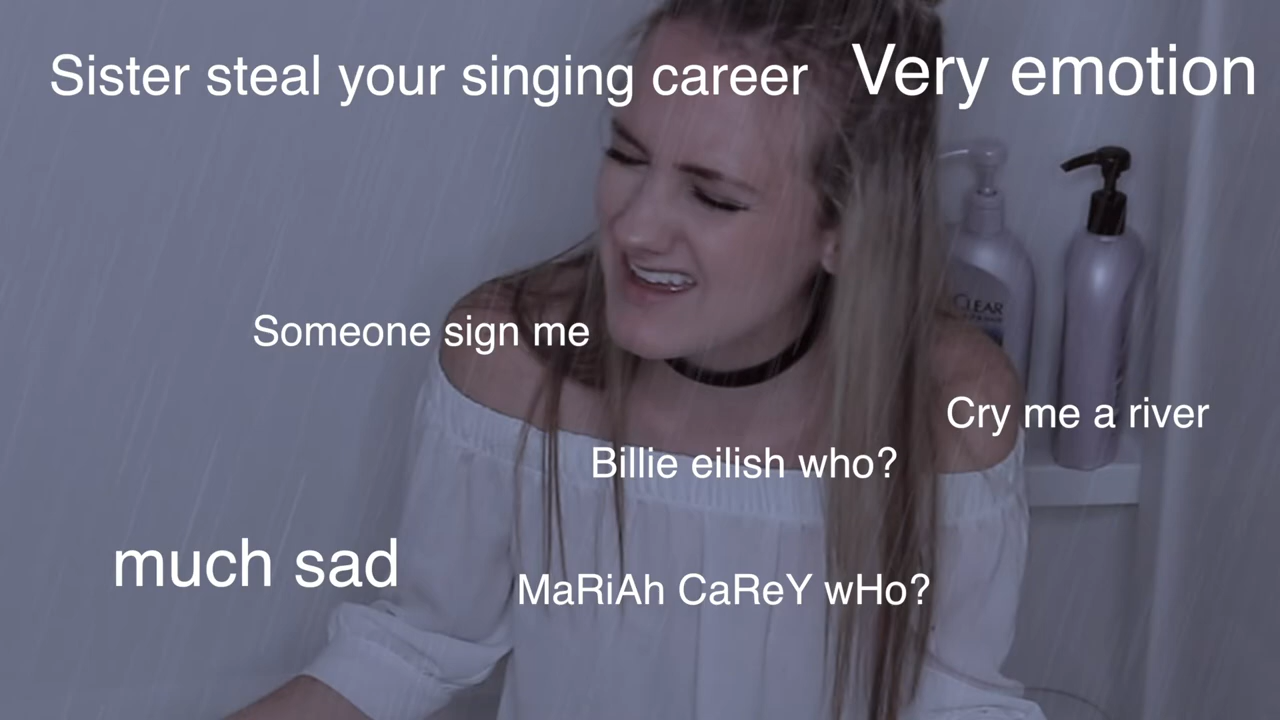 Sister steal your singing career
Very emotion
CLEAR
Someone sign me
Cry me a river
Billie eilish who?
much sad
MaRiAh CaReY wHo?